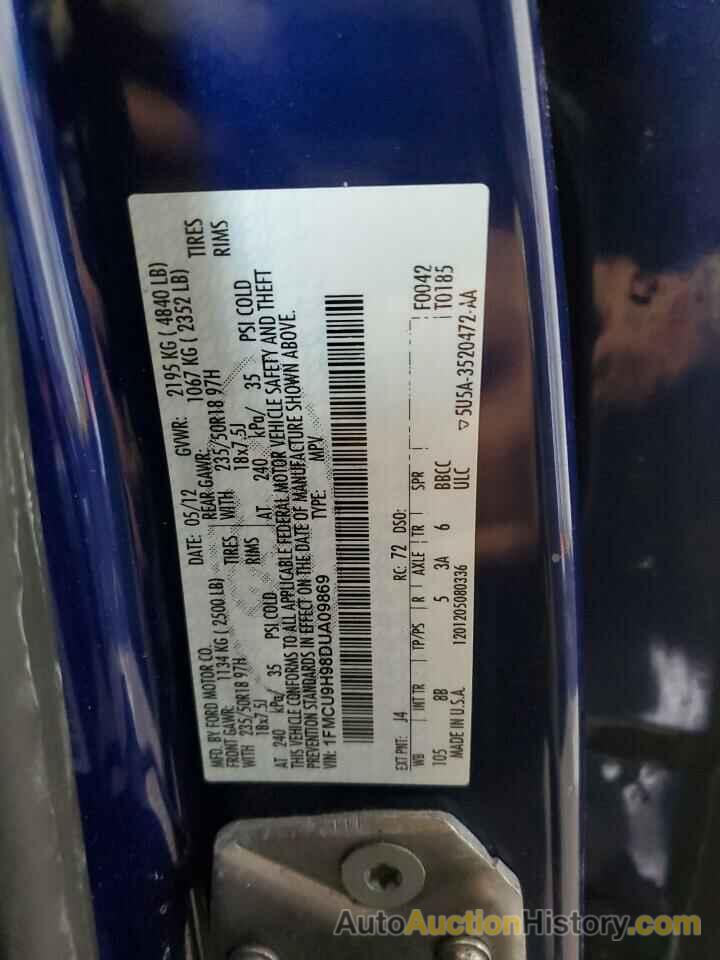 MFD. BY FORD MOTOR CO.
DATE: 05/12 GVWR: 2195 KG ( 4840 LB)
FRONT GAWR: 1134 KG ( 2500 LB) REAR GAWR: 1067 KG ( 2352 LB)
WITH 235/50R18 97H TIRES WITH 235/50R18 97H TIRES
18x7.5J RIMS 18x7.5J RIMS
AT 240 kPa/ 35 PSI COLD AT 240 kPa/ 35 PSI COLD
THIS VEHICLE CONFORMS TO ALL APPLICABLE FEDERAL MOTOR VEHICLE SAFETY AND THEFT
PREVENTION STANDARDS IN EFFECT ON THE DATE OF MANUFACTURE SHOWN ABOVE.
VIN: 1FMCU9H98DUA09869 TYPE: MPV
F0042
EXT PNT: J4 RC: 72 DSO: T0185
WB INT TR TP/PS R AXLE TR SPR
105 8B 5 3A 6 BBCC
MADE IN U.S.A. 120120508​0336 ULC
▽5U5A-3520472-AA
AutoAuctionHistory.com